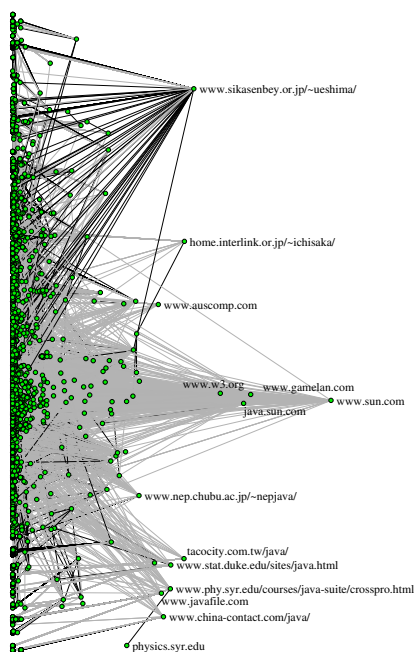 www.sikasenbey.or.jp/~ueshima/
home.interlink.or.jp/~ichisaka/
www.auscomp.com
www.w3.org
www.gamelan.com
www.sun.com
java.sun.com
www.nep.chubu.ac.jp/~nepjava/
tacocity.com.tw/java/
www.stat.duke.edu/sites/java.html
www.phy.syr.edu/courses/java-suite/crosspro.html
www.javafile.com
www.china-contact.com/java/
physics.syr.edu